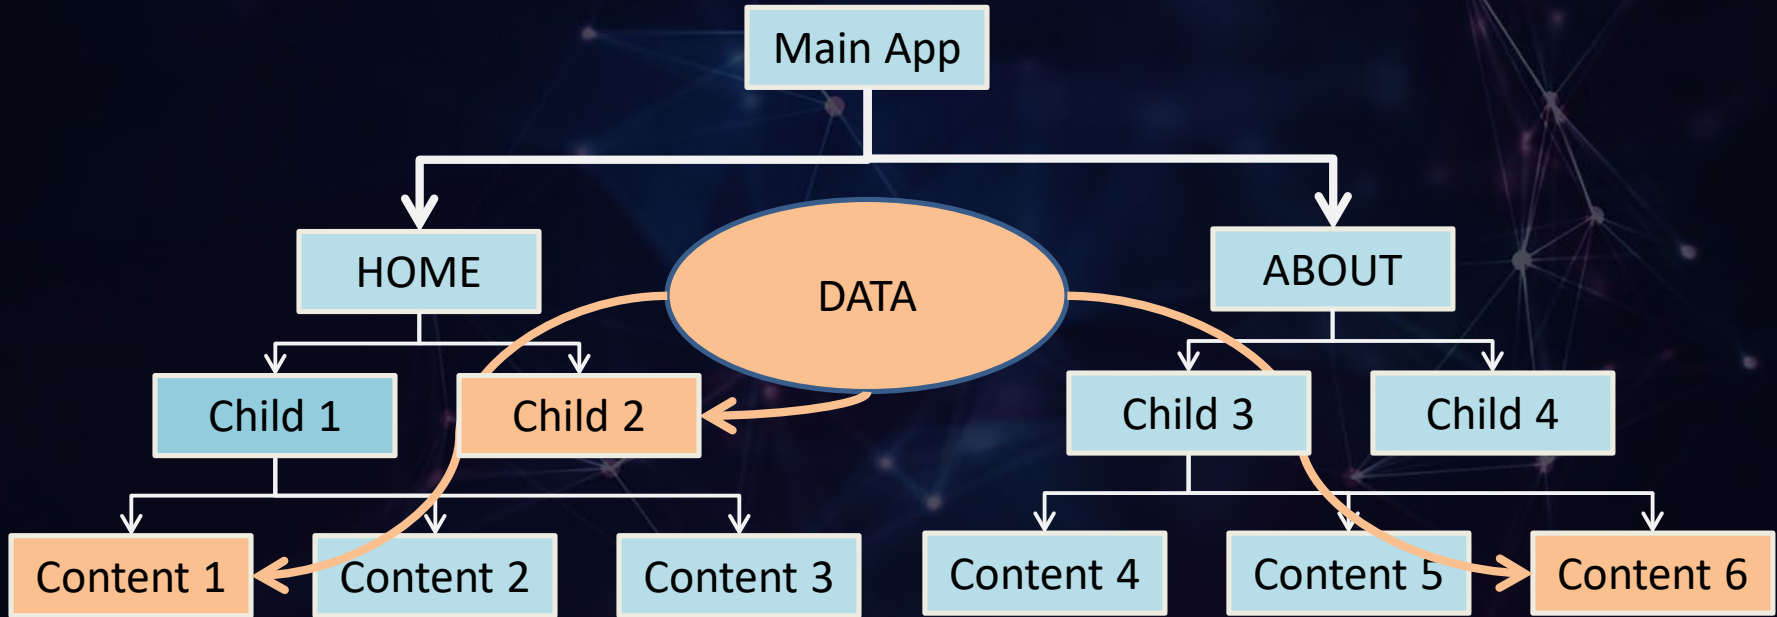 Main App
HOME
DATA
ABOUT
Child 1
Child 2
Child 3
Child 4
Content 1
Content 2
Content 3
Content 4
Content 5
Content 6